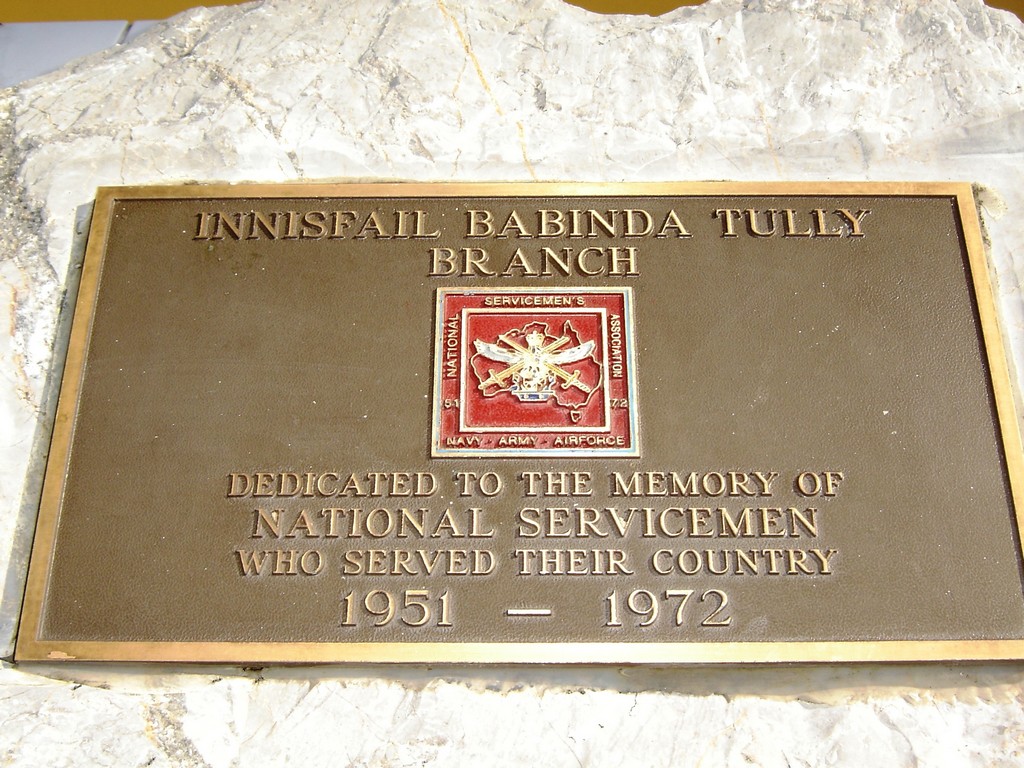 INNISFAIL BABINDA TULLY
BRANCH
SERVICEMEN'S
NATIONAL
ASSOCIATION
51
72
NAVY - ARMY - AIRFORCE
DEDICATED TO THE MEMORY OF
NATIONAL SERVICEMEN
WHO SERVED THEIR COUNTRY
1951 — 1972